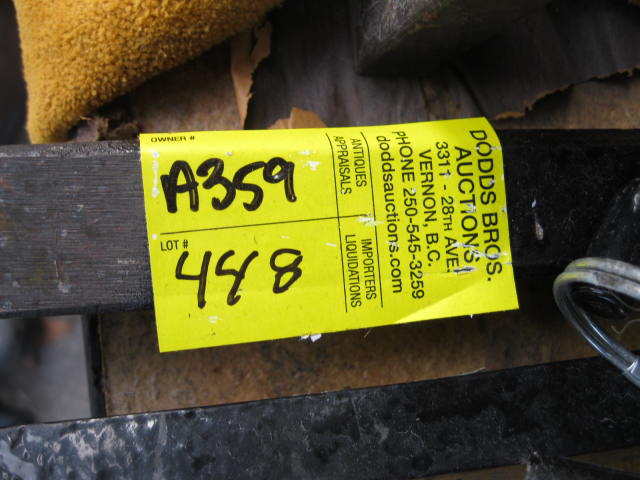 OWNER #
A359
LOT #
488
ANTIQUES
APPRAISALS
IMPORTERS
LIQUIDATIONS
DODDS BROS.
AUCTIONS!
3311 - 28TH AVE.
VERNON, B.C.
PHONE 250-545-3259
doddsauctions.com